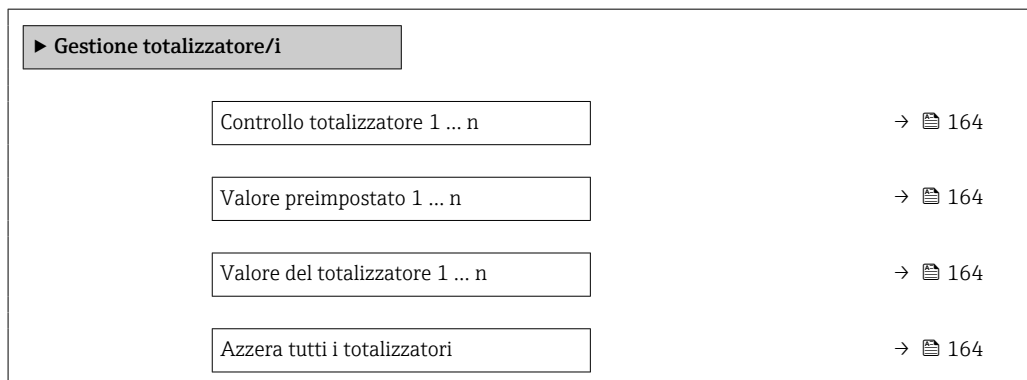 ▶ Gestione totalizzatore/i
Controllo totalizzatore 1 … n → 🖹 164
Valore preimpostato 1 … n → 🖹 164
Valore del totalizzatore 1 … n → 🖹 164
Azzera tutti i totalizzatori → 🖹 164